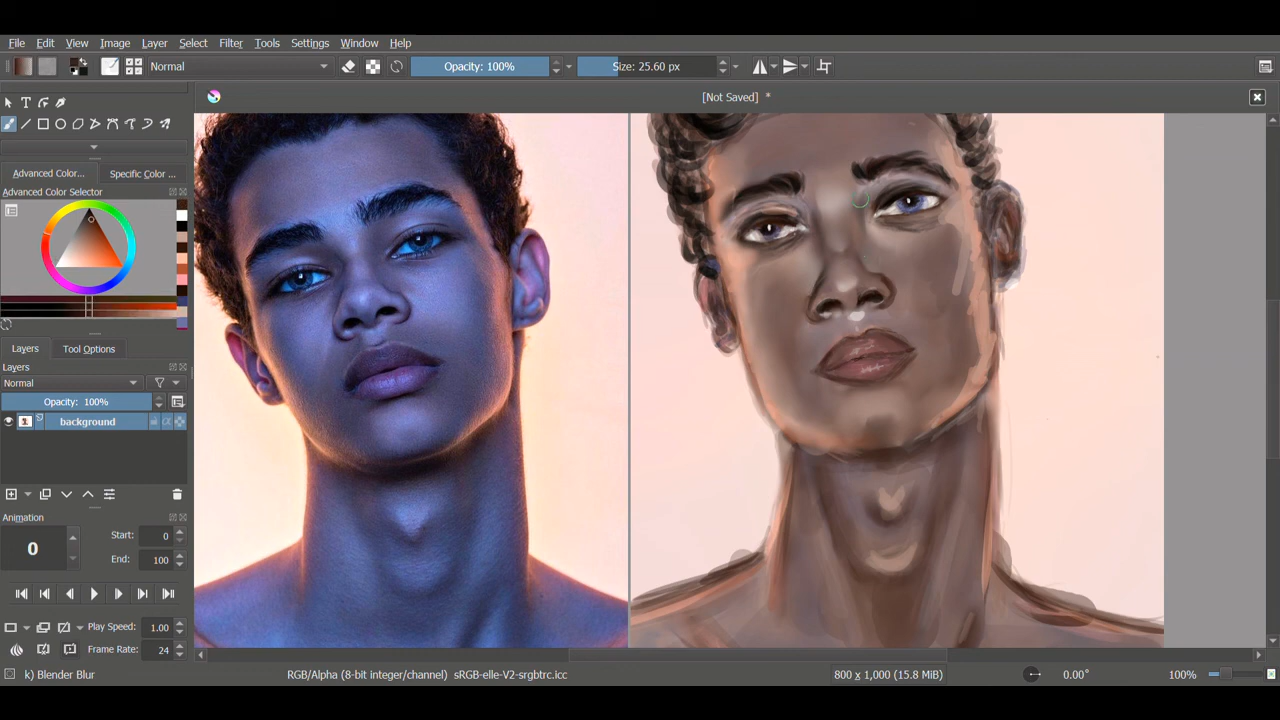 File Edit View Image Layer Select Filter Tools Settings Window Help
Normal Opacity: 100% Size: 25.60 px
[Not Saved] *
Advanced Color... Specific Color ...
Advanced Color Selector
Layers Tool Options
Layers
Normal
Opacity: 100%
background
Animation
0 Start: 0
End: 100
Play Speed: 1.00
Frame Rate: 24
k) Blender Blur RGB/Alpha (8-bit integer/channel) sRGB-elle-V2-srgbtrc.icc 800 x 1,000 (15.8 MiB) 0.00° 100%